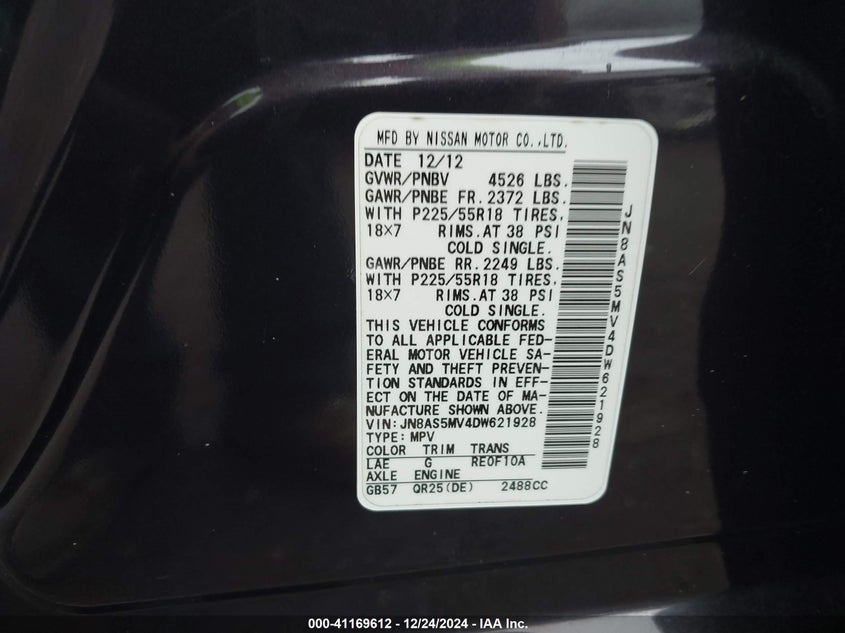 MFD BY NISSAN MOTOR CO.,LTD.
DATE 12/12
GVWR/PNBV 4526 LBS.
GAWR/PNBE FR.2372 LBS.
WITH P225/55R18 TIRES,
18×7 RIMS.AT 38 PSI
COLD SINGLE.
GAWR/PNBE RR.2249 LBS.
WITH P225/55R18 TIRES,
18×7 RIMS.AT 38 PSI
COLD SINGLE.
THIS VEHICLE CONFORMS
TO ALL APPLICABLE FED-
ERAL MOTOR VEHICLE SA-
FETY AND THEFT PREVEN-
TION STANDARDS IN EFF-
ECT ON THE DATE OF MA-
NUFACTURE SHOWN ABOVE.
VIN:JN8AS5MV4DW621928
TYPE:MPV
COLOR TRIM TRANS
LAE G RE0F10A
AXLE ENGINE
GB57 QR25(DE) 2488CC
JN8AS5MV4DW621928
000-41169612 - 12/24/2024 - IAA Inc.